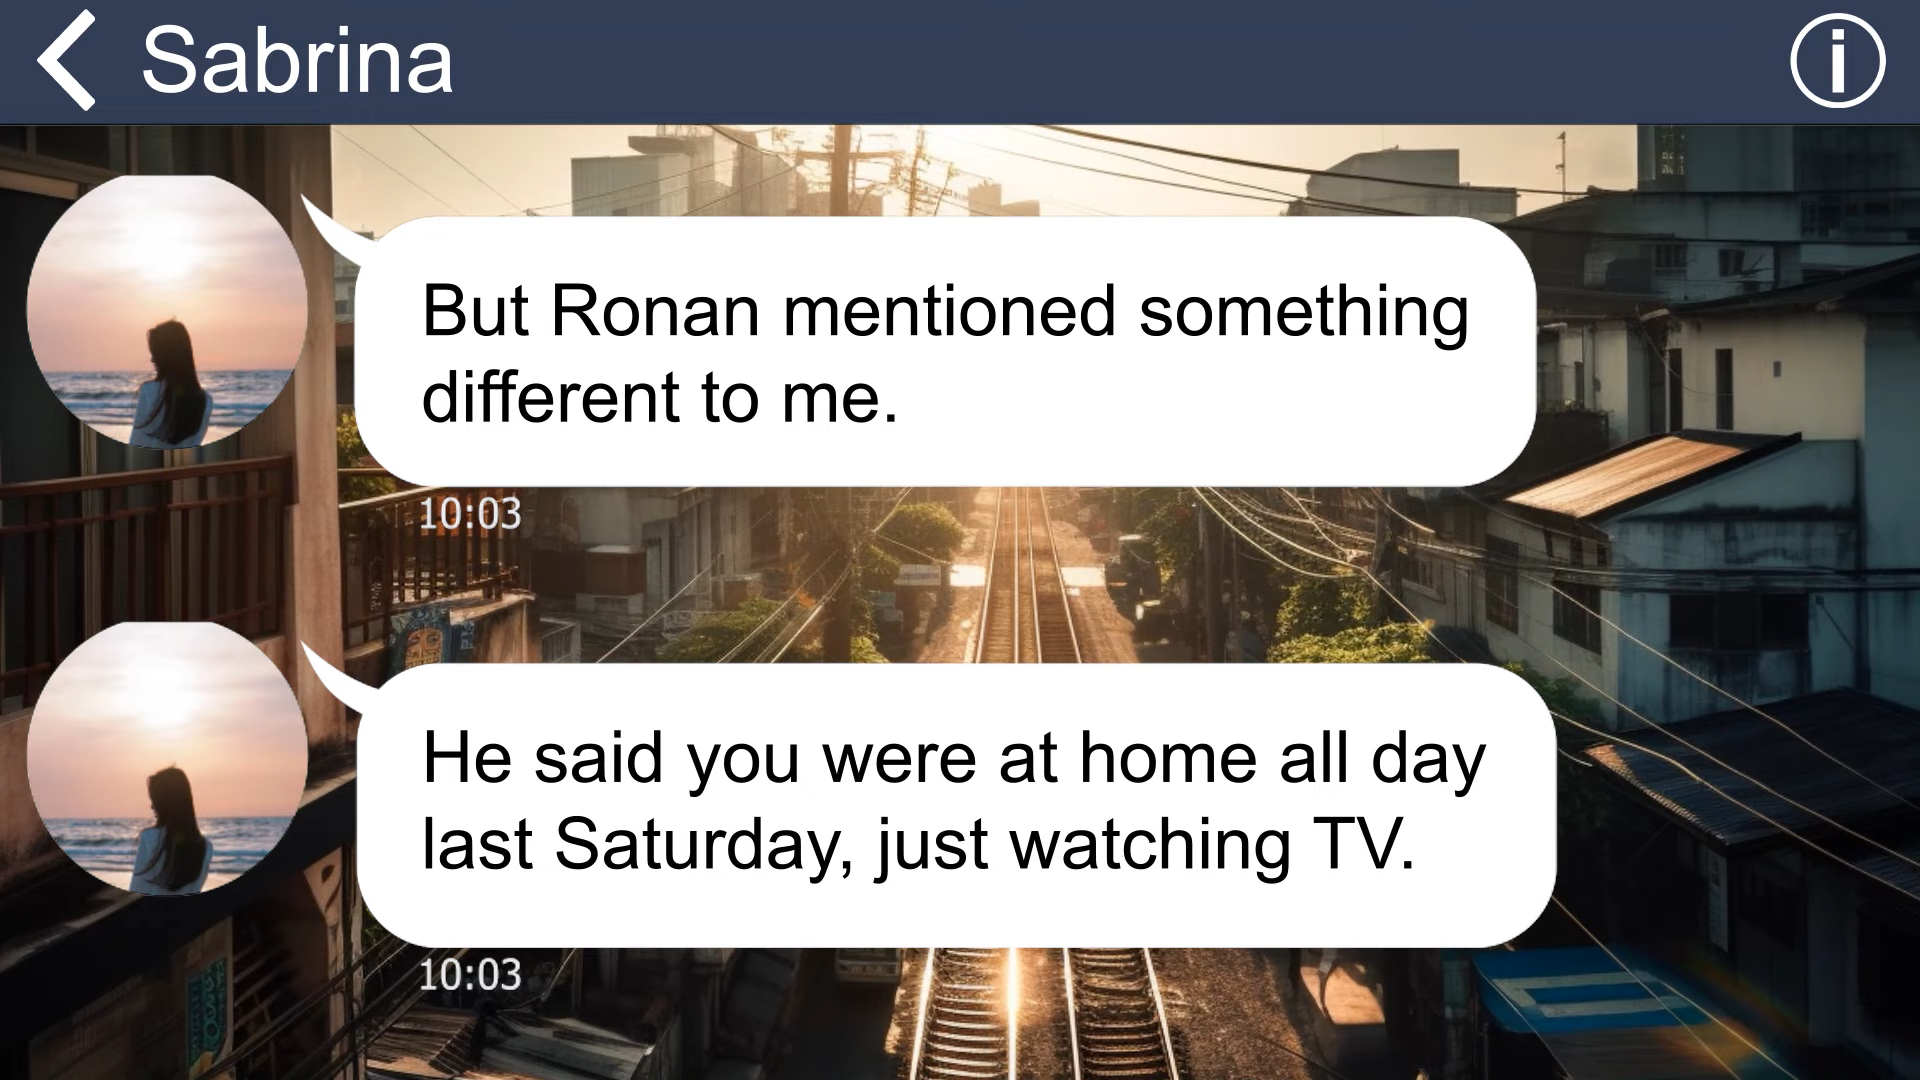 Sabrina
But Ronan mentioned something
different to me.
10:03
He said you were at home all day
last Saturday, just watching TV.
10:03